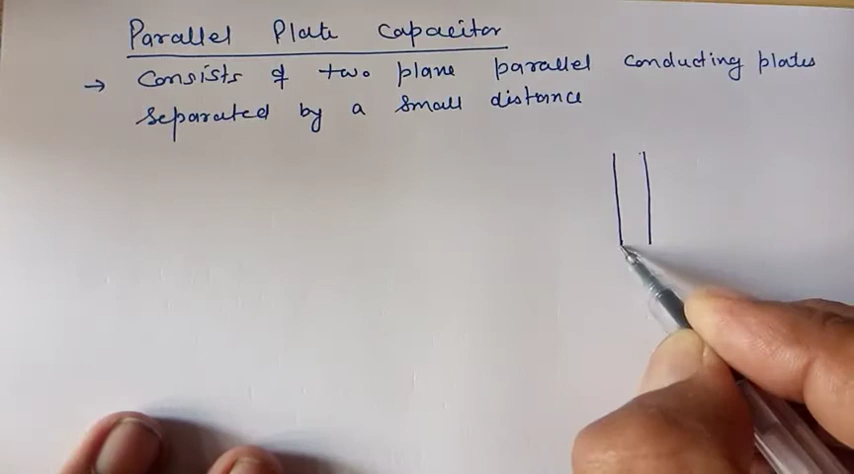 Parallel Plate Capacitor
→ Consists of two plane parallel conducting plates
separated by a small distance